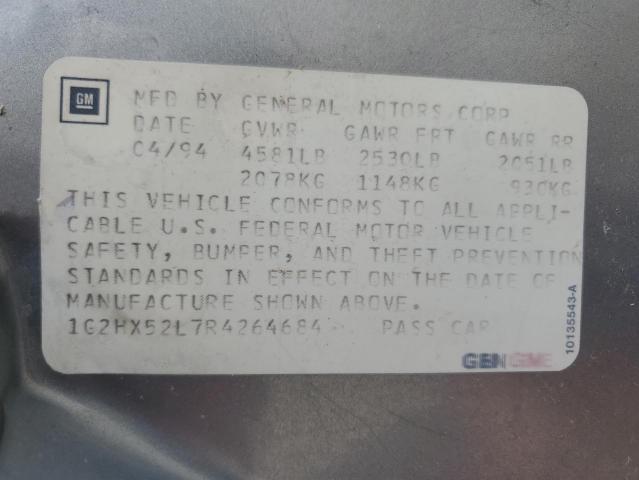 GM
MFD BY GENERAL MOTORS CORP
DATE GVWR GAWR FRT GAWR RR
04/94 4581LB 2530LB 2051LB
2078KG 1148KG 930KG
THIS VEHICLE CONFORMS TO ALL APPLI-
CABLE U.S. FEDERAL MOTOR VEHICLE
SAFETY, BUMPER, AND THEFT PREVENTION
STANDARDS IN EFFECT ON THE DATE OF
MANUFACTURE SHOWN ABOVE.
1G2HX52L7R4264684 PASS CAR
GEN GME
10135543-A